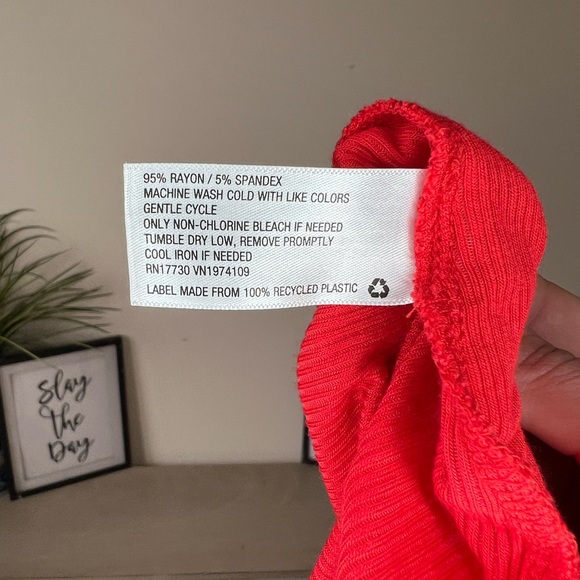 95% RAYON / 5% SPANDEX
MACHINE WASH COLD WITH LIKE COLORS
GENTLE CYCLE
ONLY NON-CHLORINE BLEACH IF NEEDED
TUMBLE DRY LOW, REMOVE PROMPTLY
COOL IRON IF NEEDED
RN17730 VN1974109
LABEL MADE FROM 100% RECYCLED PLASTIC
Slay
the
Day